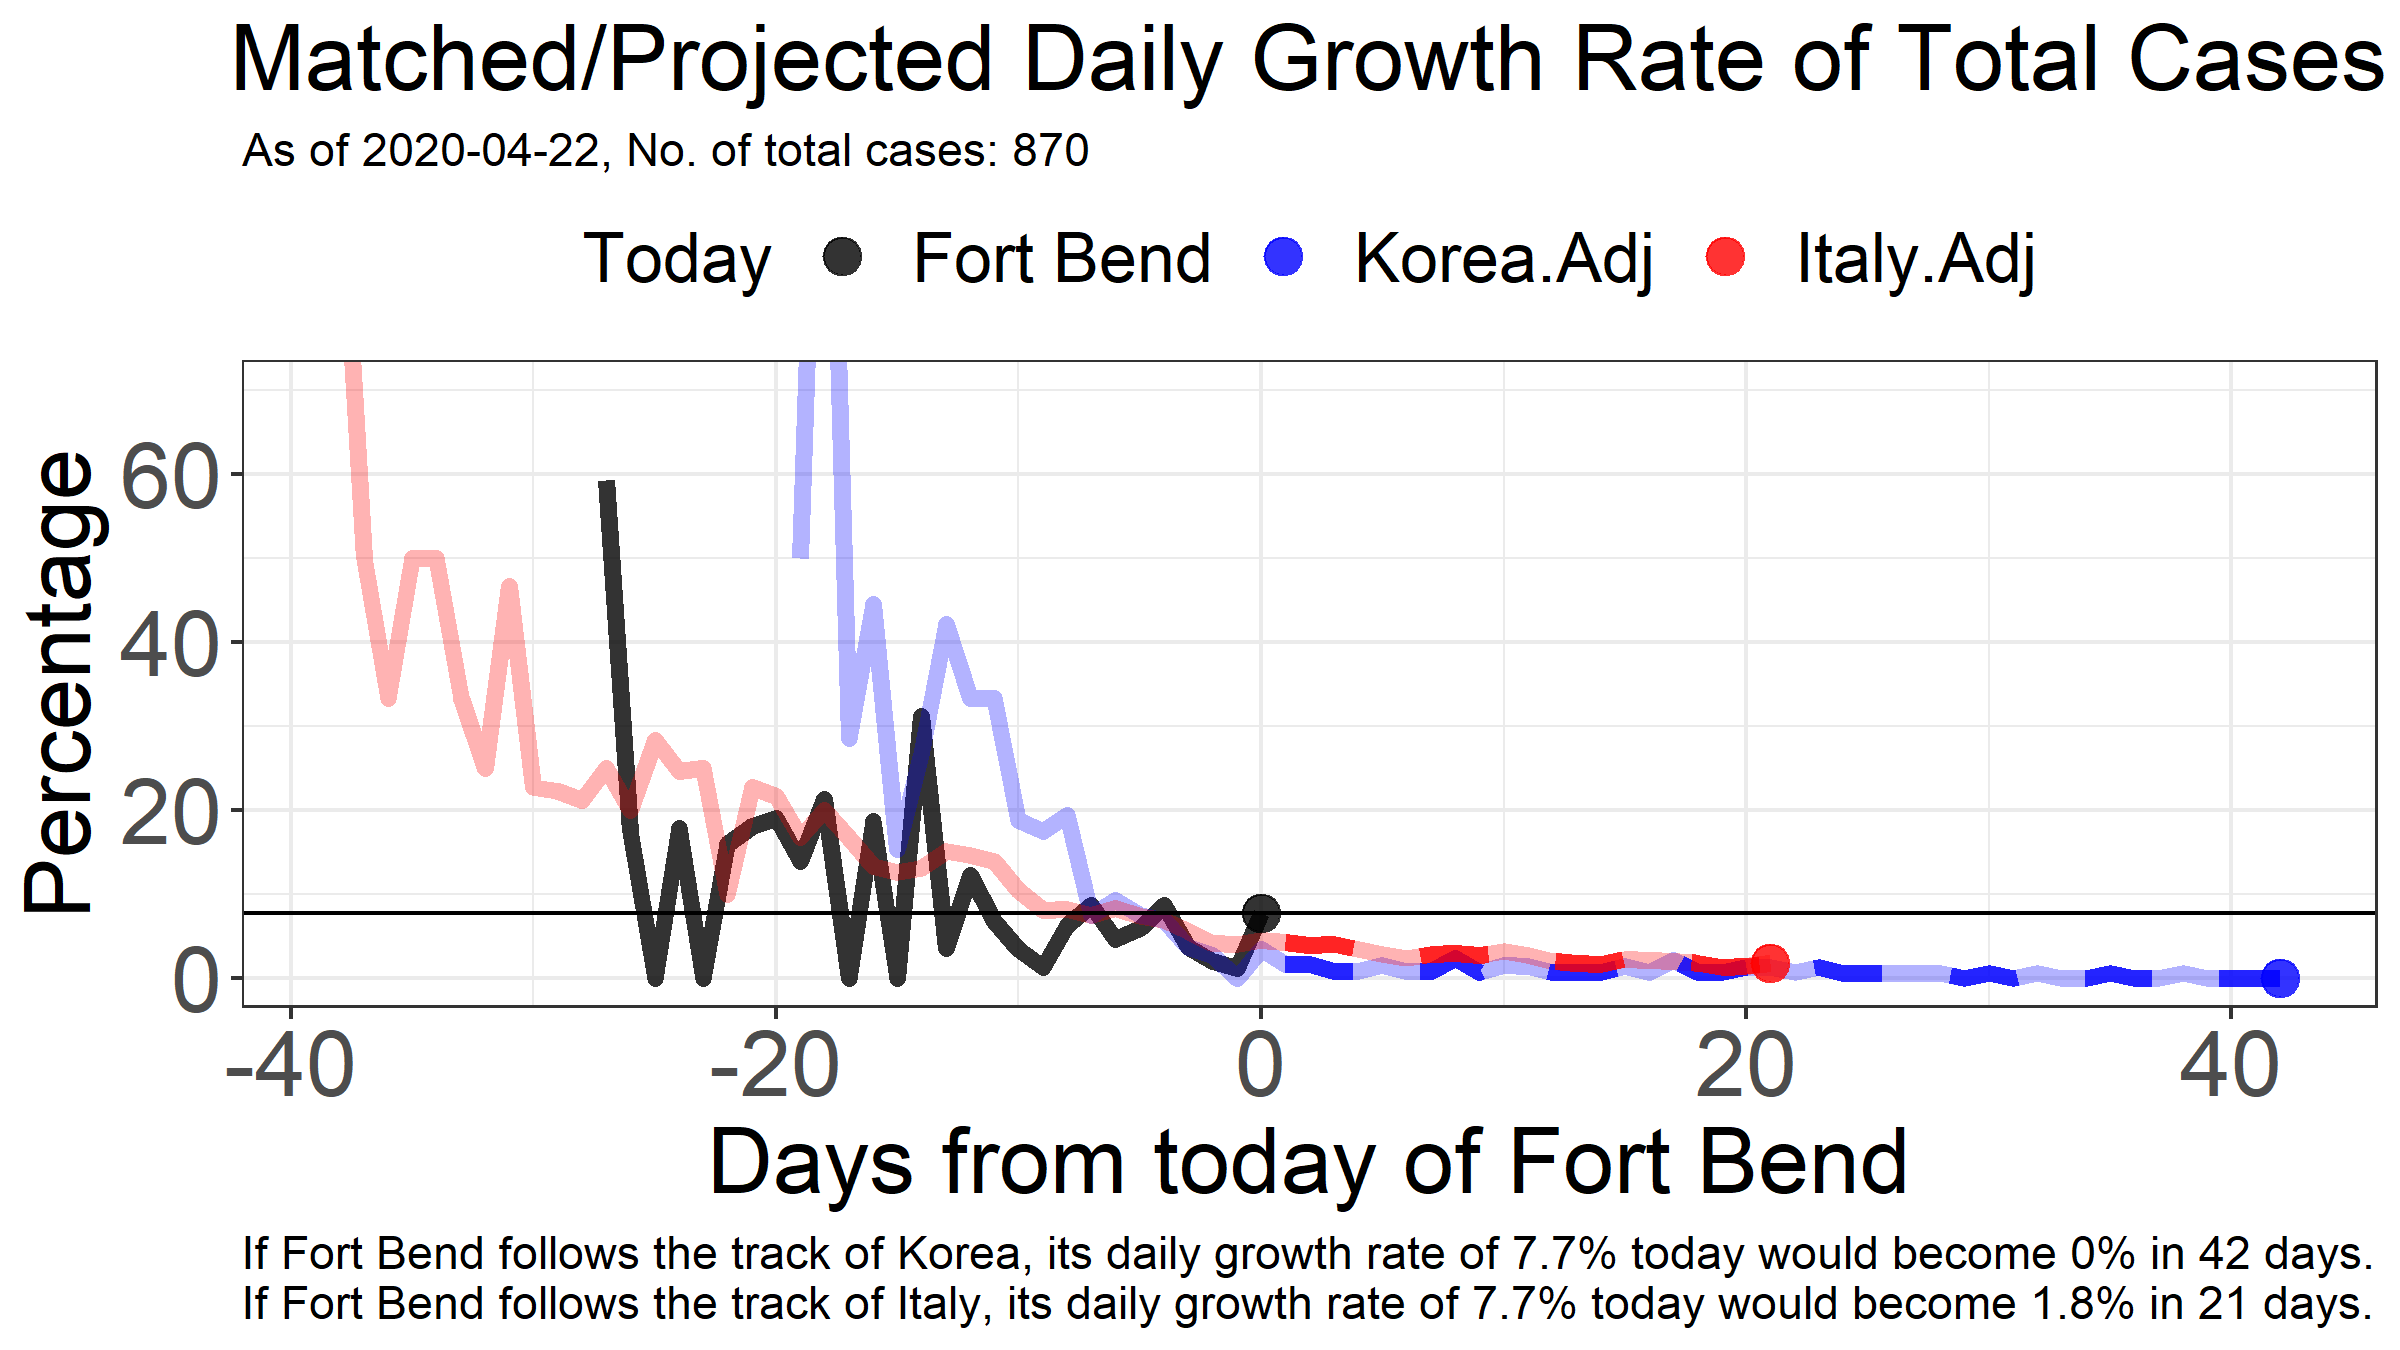 Matched/Projected Daily Growth Rate of Total Cases
As of 2020-04-22, No. of total cases: 870
Today Fort Bend Korea.Adj Italy.Adj
Percentage
60
40
20
0
-40 -20 0 20 40
Days from today of Fort Bend
If Fort Bend follows the track of Korea, its daily growth rate of 7.7% today would become 0% in 42 days.
If Fort Bend follows the track of Italy, its daily growth rate of 7.7% today would become 1.8% in 21 days.